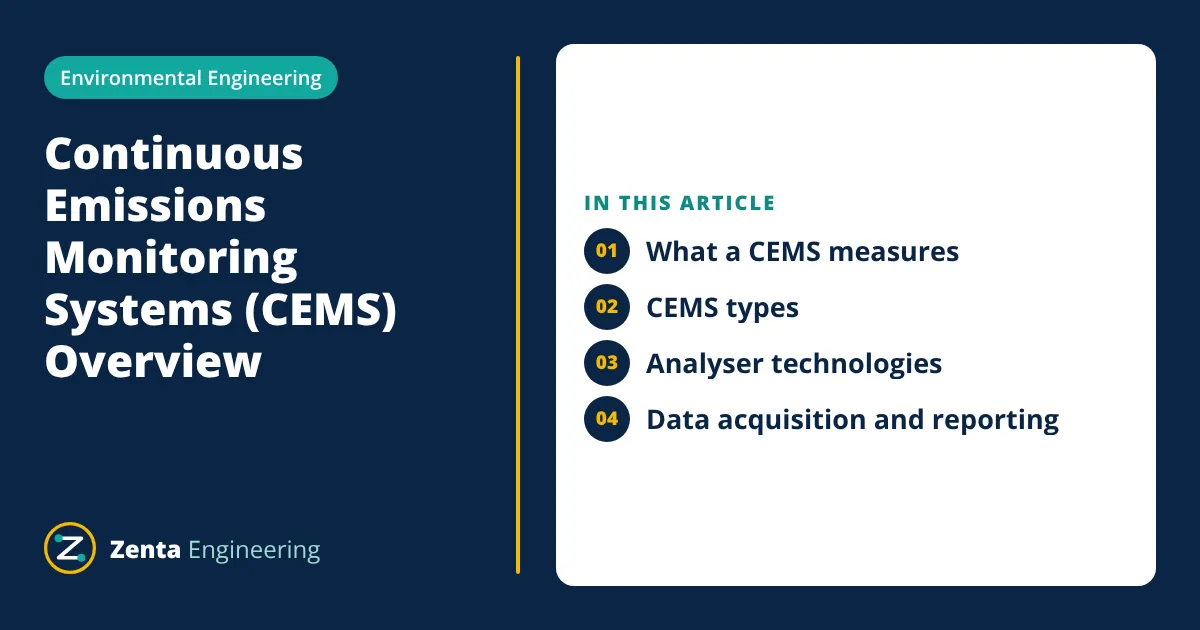 Environmental Engineering
Continuous
Emissions
Monitoring
Systems (CEMS)
Overview
Zenta Engineering
IN THIS ARTICLE
01 What a CEMS measures
02 CEMS types
03 Analyser technologies
04 Data acquisition and reporting